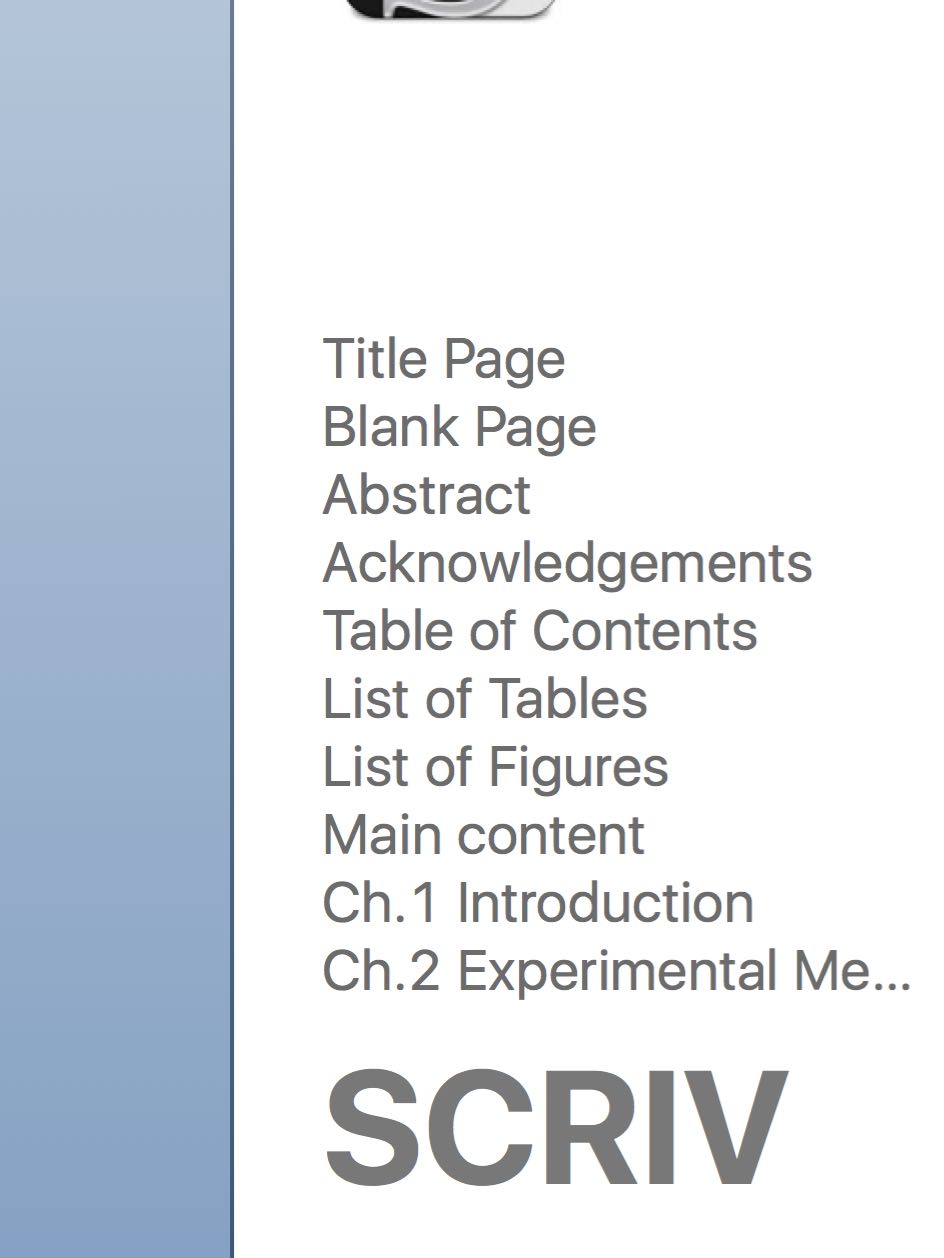 Title Page
Blank Page
Abstract
Acknowledgements
Table of Contents
List of Tables
List of Figures
Main content
Ch.1 Introduction
Ch.2 Experimental Me...
SCRIV